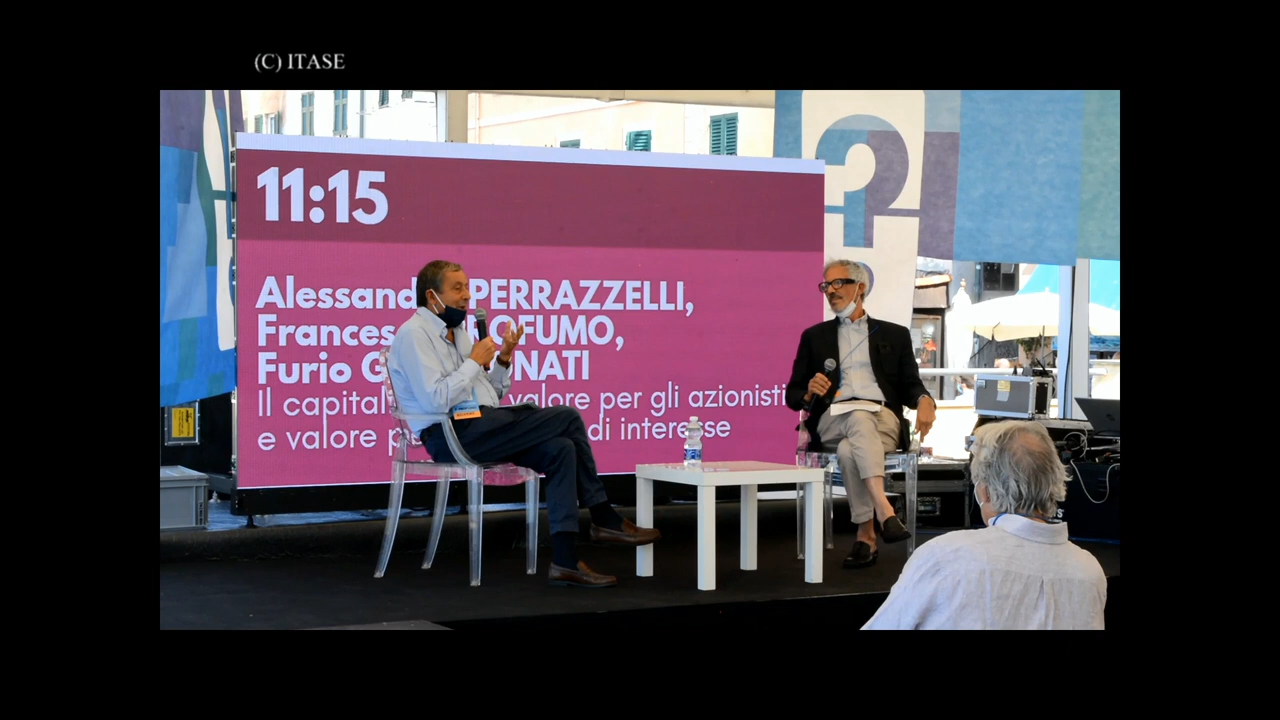 (C) ITASE
11:15
Alessand PERRAZZELLI,
Frances OFUMO,
Furio G NATI
Il capital valore per gli azionisti
e valore p di interesse